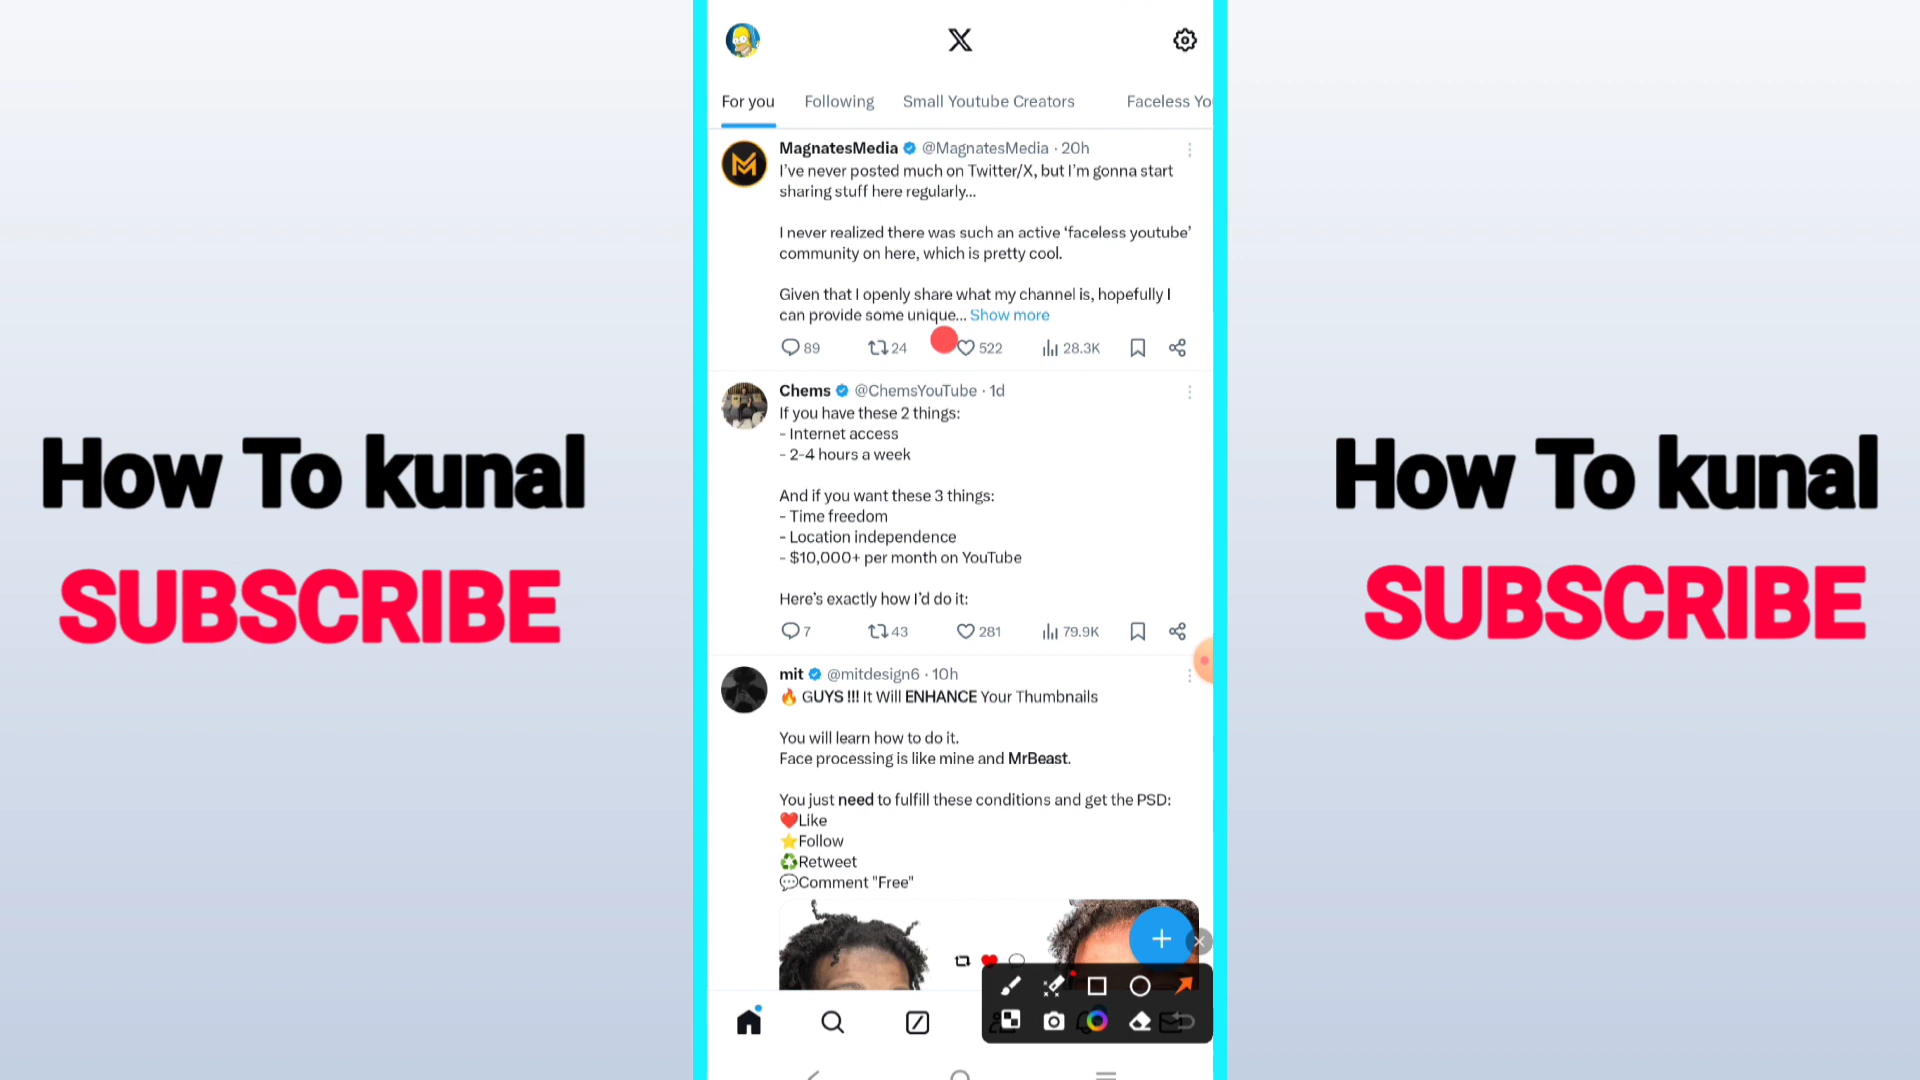 For you Following Small Youtube Creators Faceless Yo
MagnatesMedia @MagnatesMedia · 20h
I've never posted much on Twitter/X, but I'm gonna start
sharing stuff here regularly...
I never realized there was such an active 'faceless youtube'
community on here, which is pretty cool.
Given that I openly share what my channel is, hopefully I
can provide some unique... Show more
89 24 522 28.3K
Chems @ChemsYouTube · 1d
If you have these 2 things:
- Internet access
- 2-4 hours a week
And if you want these 3 things:
- Time freedom
- Location independence
- $10,000+ per month on YouTube
Here's exactly how I'd do it:
7 43 281 79.9K
mit @mitdesign6 · 10h
🔥 GUYS !!! It Will ENHANCE Your Thumbnails
You will learn how to do it.
Face processing is like mine and MrBeast.
You just need to fulfill these conditions and get the PSD:
❤️Like
⭐Follow
♻️Retweet
💬Comment "Free"
How To kunal
SUBSCRIBE
How To kunal
SUBSCRIBE